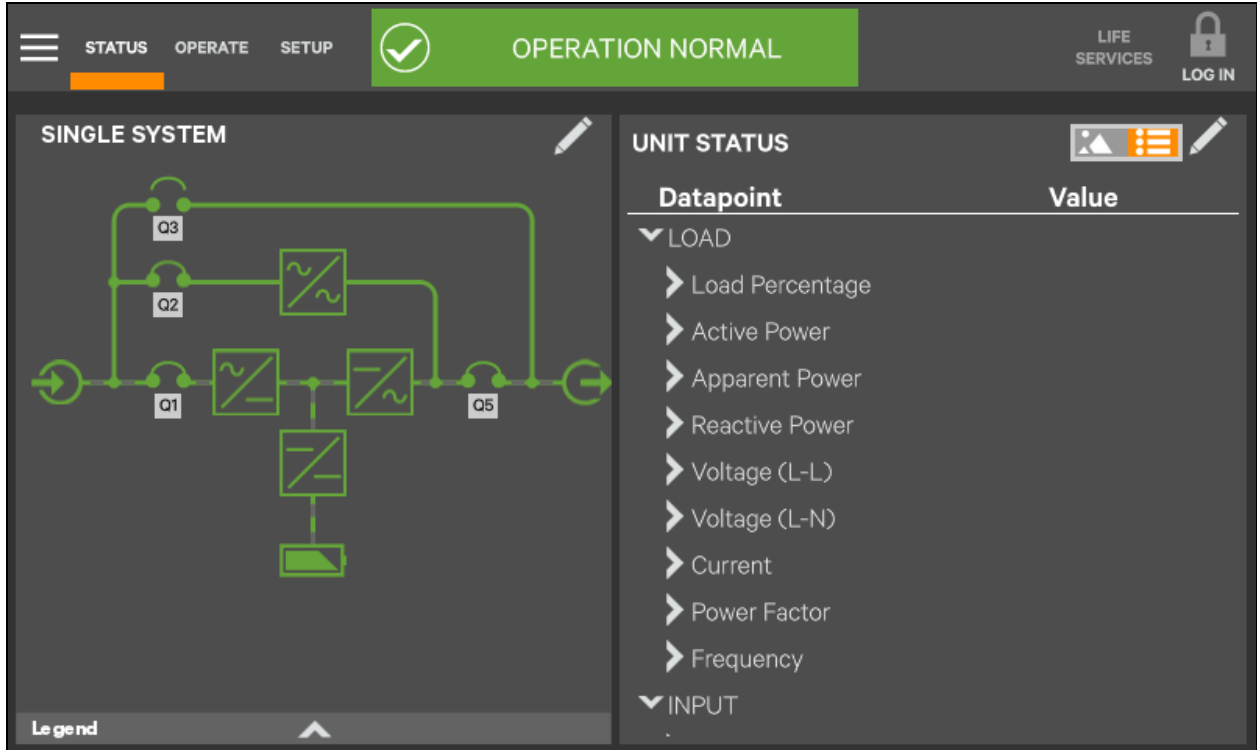 STATUS OPERATE SETUP
OPERATION NORMAL
LIFE
SERVICES
LOG IN
SINGLE SYSTEM
Q3
Q2
Q1
Q5
Legend
UNIT STATUS
Datapoint Value
LOAD
Load Percentage
Active Power
Apparent Power
Reactive Power
Voltage (L-L)
Voltage (L-N)
Current
Power Factor
Frequency
INPUT